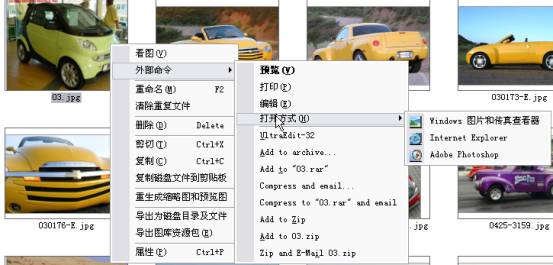 看图(V)
外部命令
重命名(M) F2
清除重复文件
删除(D) Delete
剪切(T) Ctrl+X
复制(C) Ctrl+C
复制磁盘文件到剪贴板
重生成缩略图和预览图
导出为磁盘目录及文件
导出图库资源包(E)
属性(P) Ctrl+P
预览(V)
打印(P)
编辑(E)
打开方式(H)
UltraEdit-32
Add to archive...
Add to "03.rar"
Compress and email...
Compress to "03.rar" and email
Add to Zip
Add to 03.zip
Zip and E-Mail 03.zip
Windows 图片和传真查看器
Internet Explorer
Adobe Photoshop
03.jpg
030173-E.jpg
030176-E.jpg
.jpg
0425-3159.jpg